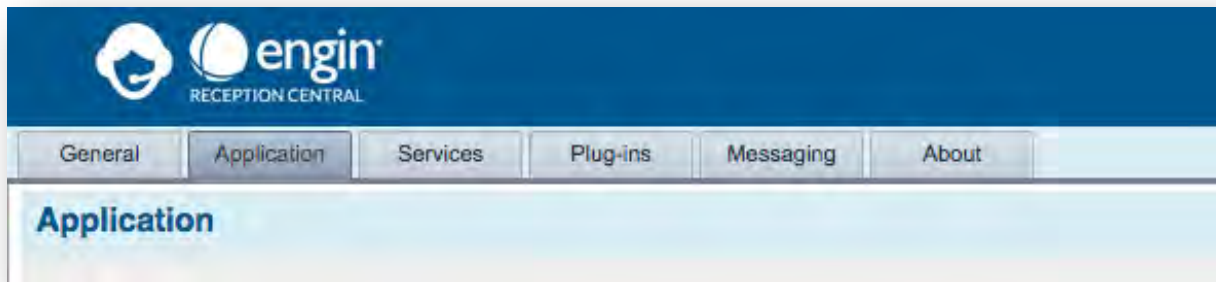 engin
RECEPTION CENTRAL
General Application Services Plug-ins Messaging About
Application